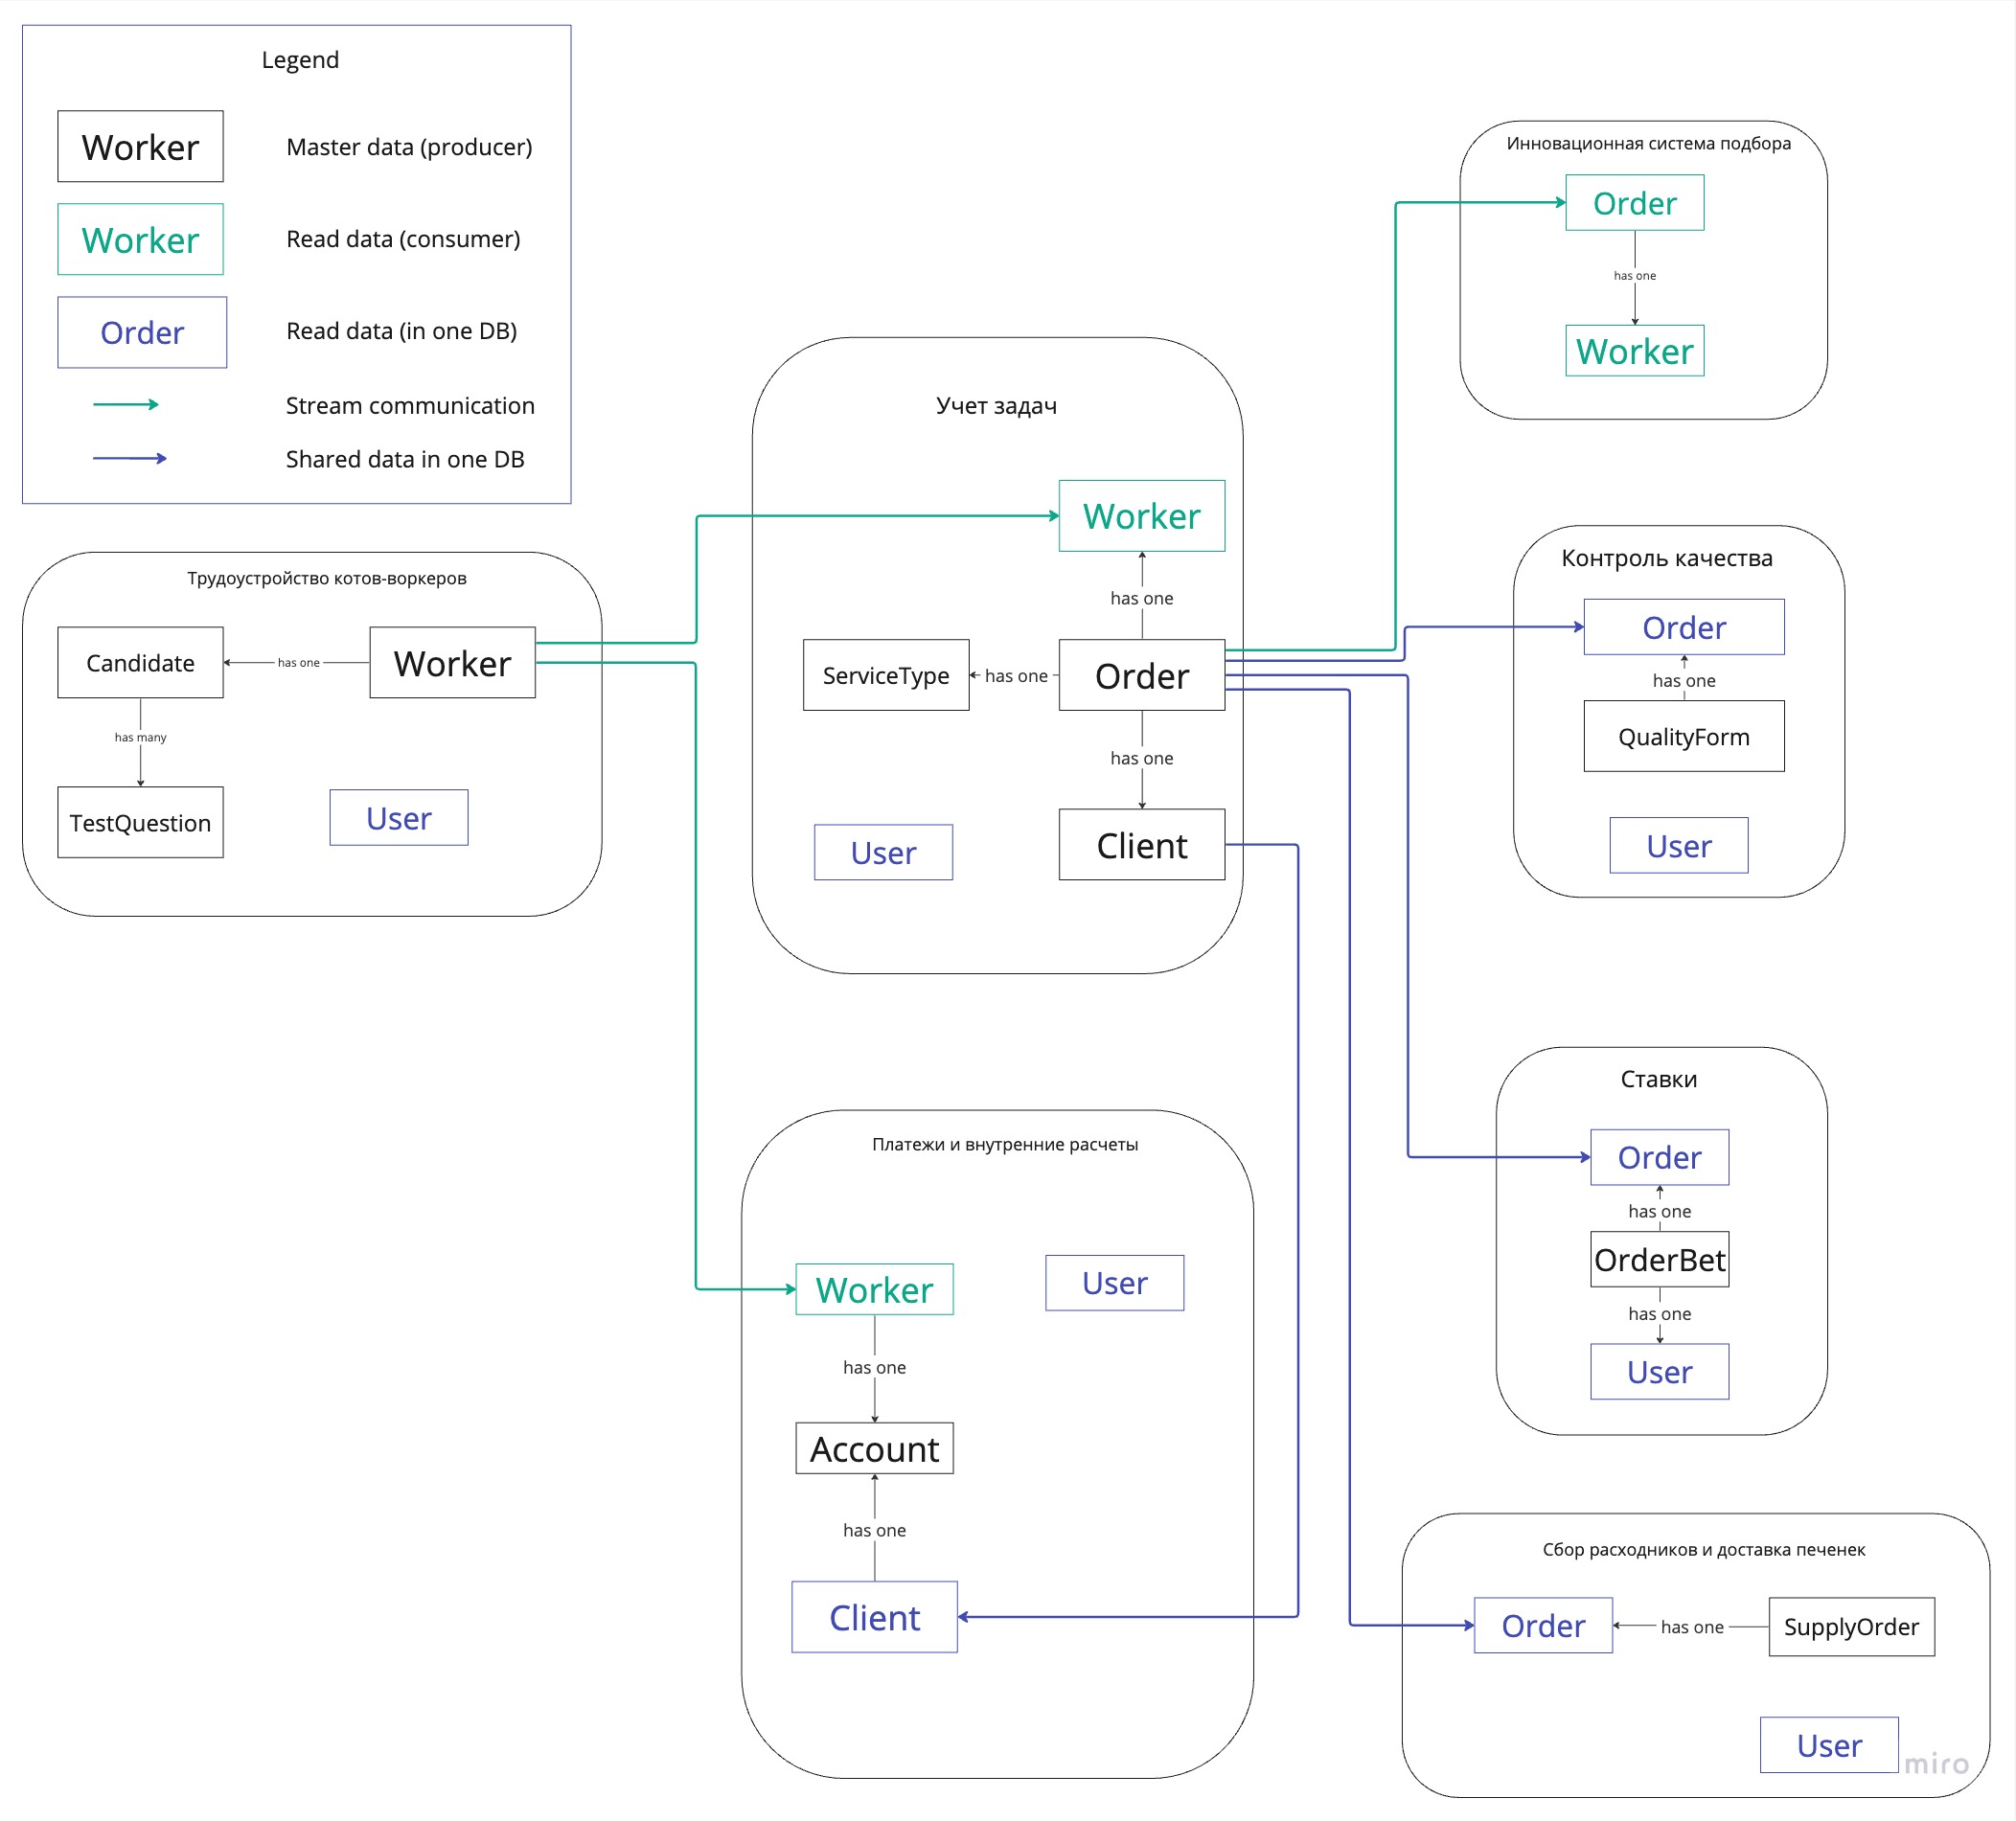 Legend
Worker
Master data (producer)
Worker
Read data (consumer)
Order
Read data (in one DB)
Stream communication
Shared data in one DB
Трудоустройство котов-воркеров
Candidate
has one
Worker
has many
TestQuestion
User
Учет задач
Worker
has one
ServiceType
has one
Order
has one
User
Client
Платежи и внутренние расчеты
Worker
User
has one
Account
has one
Client
Инновационная система подбора
Order
has one
Worker
Контроль качества
Order
has one
QualityForm
User
Ставки
Order
has one
OrderBet
has one
User
Сбор расходников и доставка печенек
Order
has one
SupplyOrder
User
miro